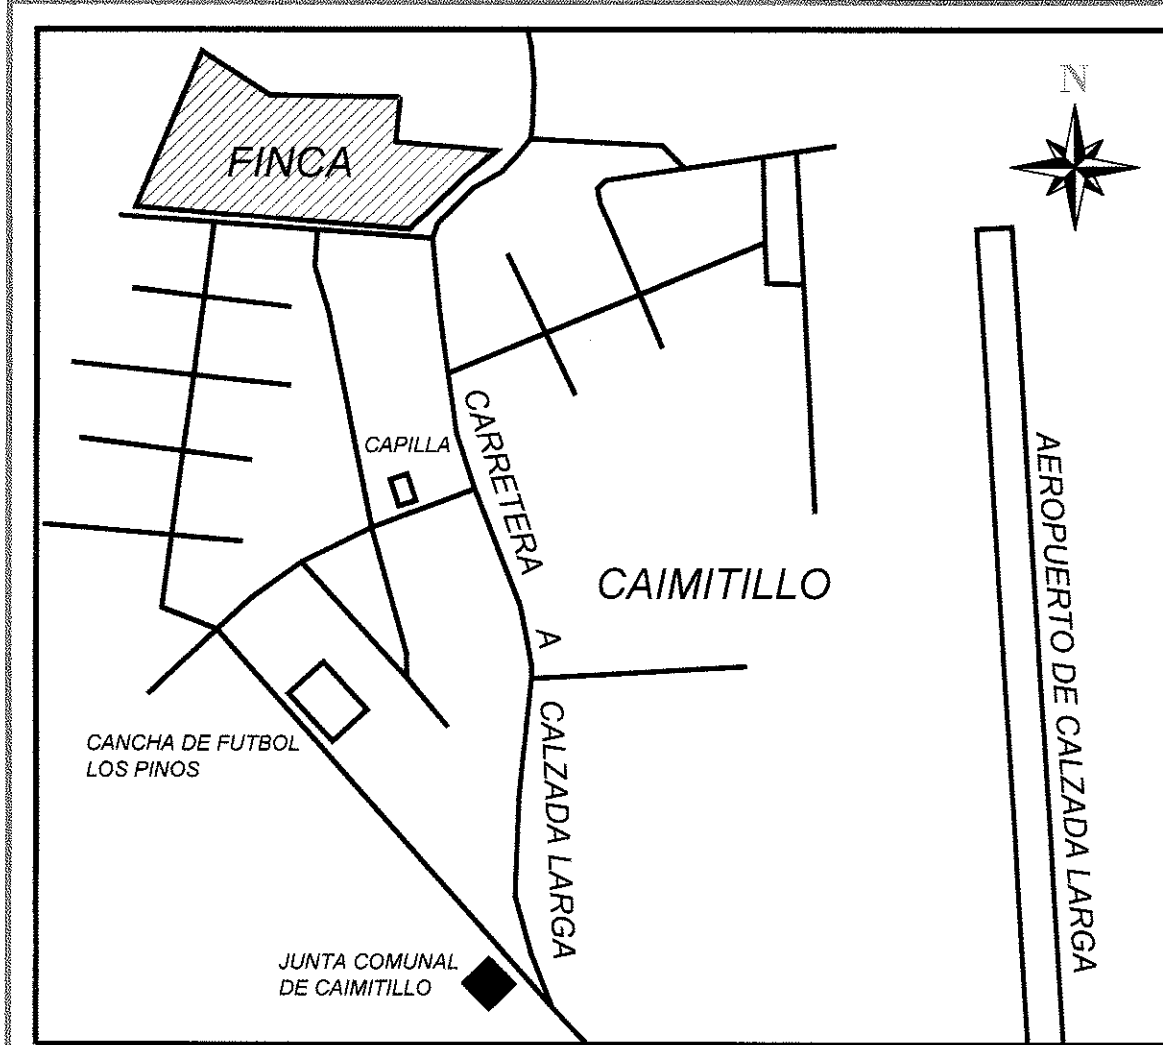 N
FINCA
CAPILLA
CARRETERA A CALZADA LARGA
CAIMITILLO
AEROPUERTO DE CALZADA LARGA
CANCHA DE FUTBOL
LOS PINOS
JUNTA COMUNAL
DE CAIMITILLO